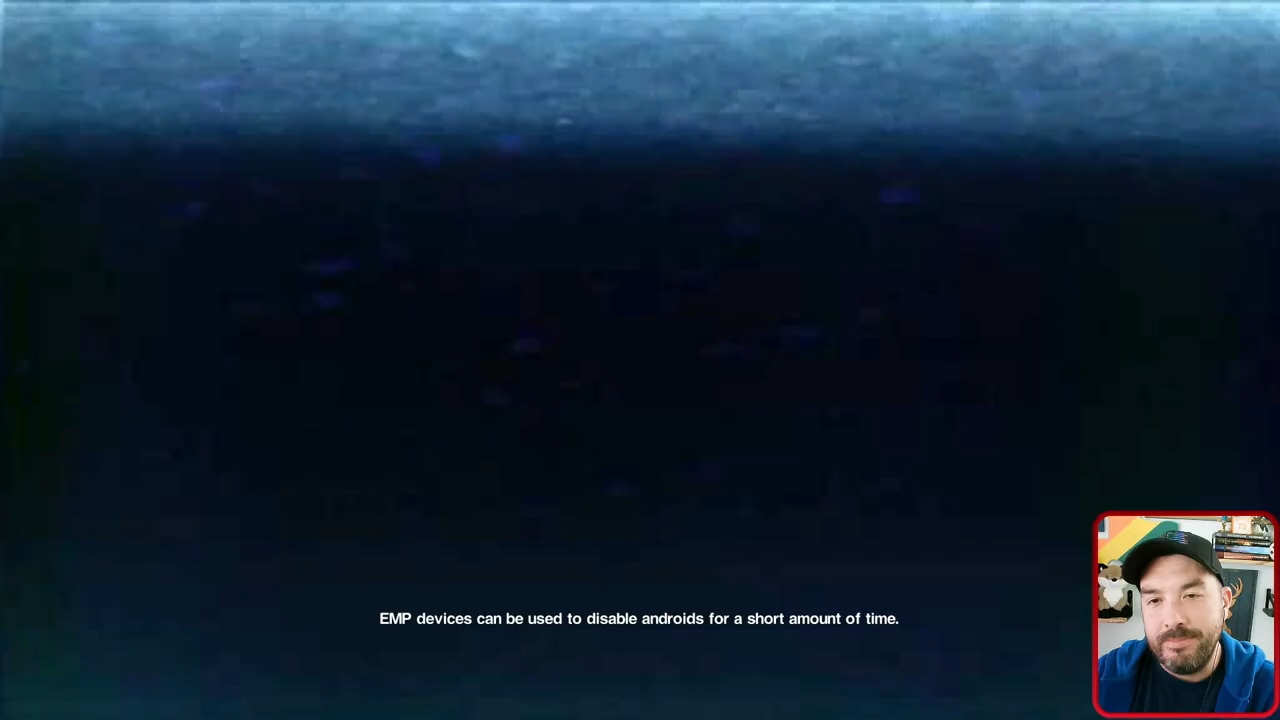 EMP devices can be used to disable androids for a short amount of time.